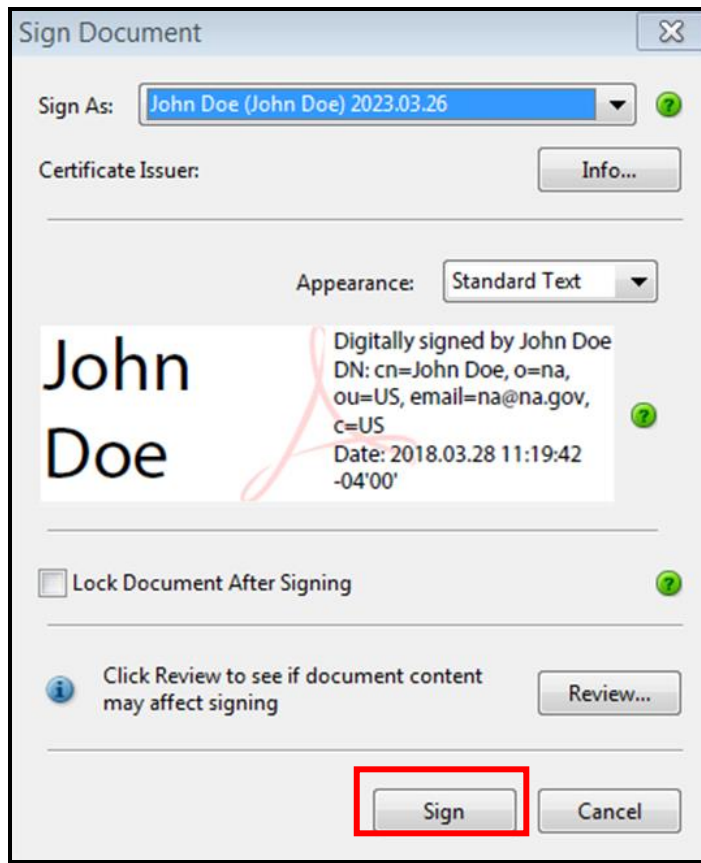 Sign Document
Sign As: John Doe (John Doe) 2023.03.26
Certificate Issuer: Info...
Appearance: Standard Text
John
Doe
Digitally signed by John Doe
DN: cn=John Doe, o=na,
ou=US, email=na@na.gov,
c=US
Date: 2018.03.28 11:19:42
-04'00'
Lock Document After Signing
Click Review to see if document content
may affect signing
Review...
Sign Cancel